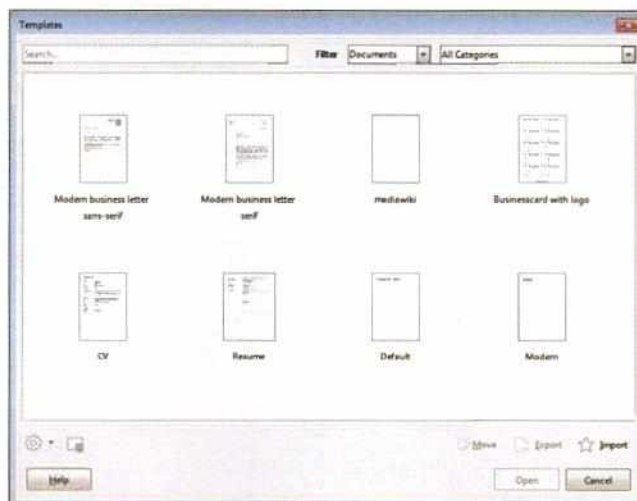 Templates
Search...
Filter
Documents
All Categories
Modern business letter
sans-serif
Modern business letter
serif
mediawiki
Businesscard with logo
CV
Resume
Default
Modern
Move
Export
Import
Help
Open
Cancel